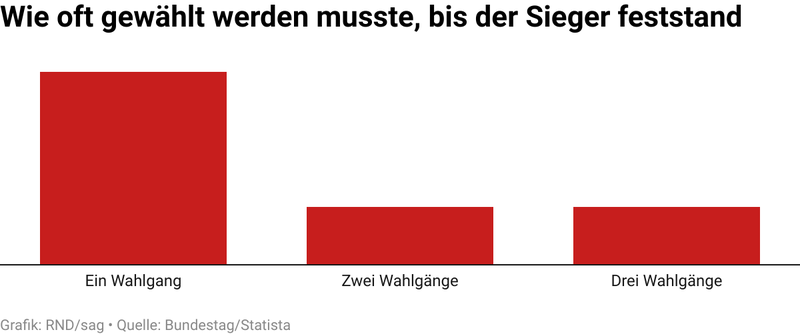 Wie oft gewählt werden musste, bis der Sieger feststand
Ein Wahlgang
Zwei Wahlgänge
Drei Wahlgänge
Grafik: RND/sag • Quelle: Bundestag/Statista